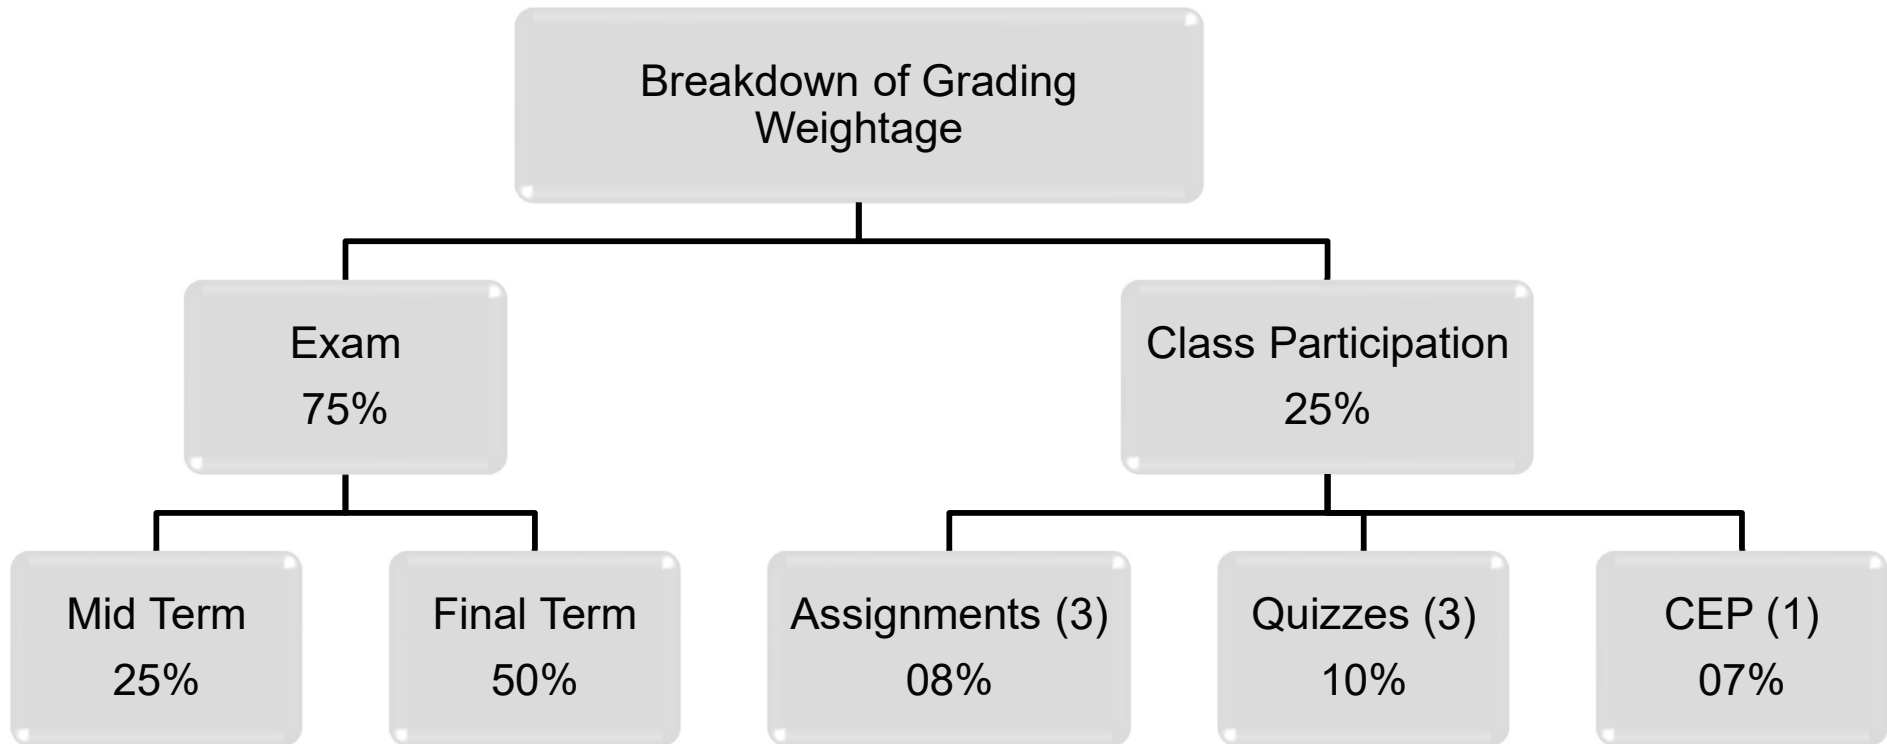 Breakdown of Grading
Weightage
Exam
75%
Class Participation
25%
Mid Term
25%
Final Term
50%
Assignments (3)
08%
Quizzes (3)
10%
CEP (1)
07%